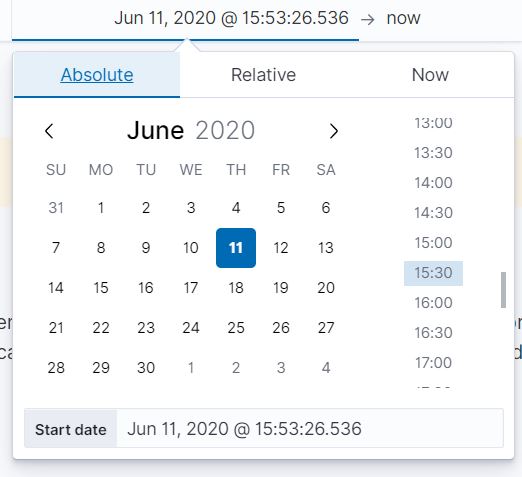 Jun 11, 2020 @ 15:53:26.536 → now
Absolute Relative Now
June 2020
SU MO TU WE TH FR SA
31 1 2 3 4 5 6
7 8 9 10 11 12 13
14 15 16 17 18 19 20
21 22 23 24 25 26 27
28 29 30 1 2 3 4
13:00
13:30
14:00
14:30
15:00
15:30
16:00
16:30
17:00
Start date Jun 11, 2020 @ 15:53:26.536